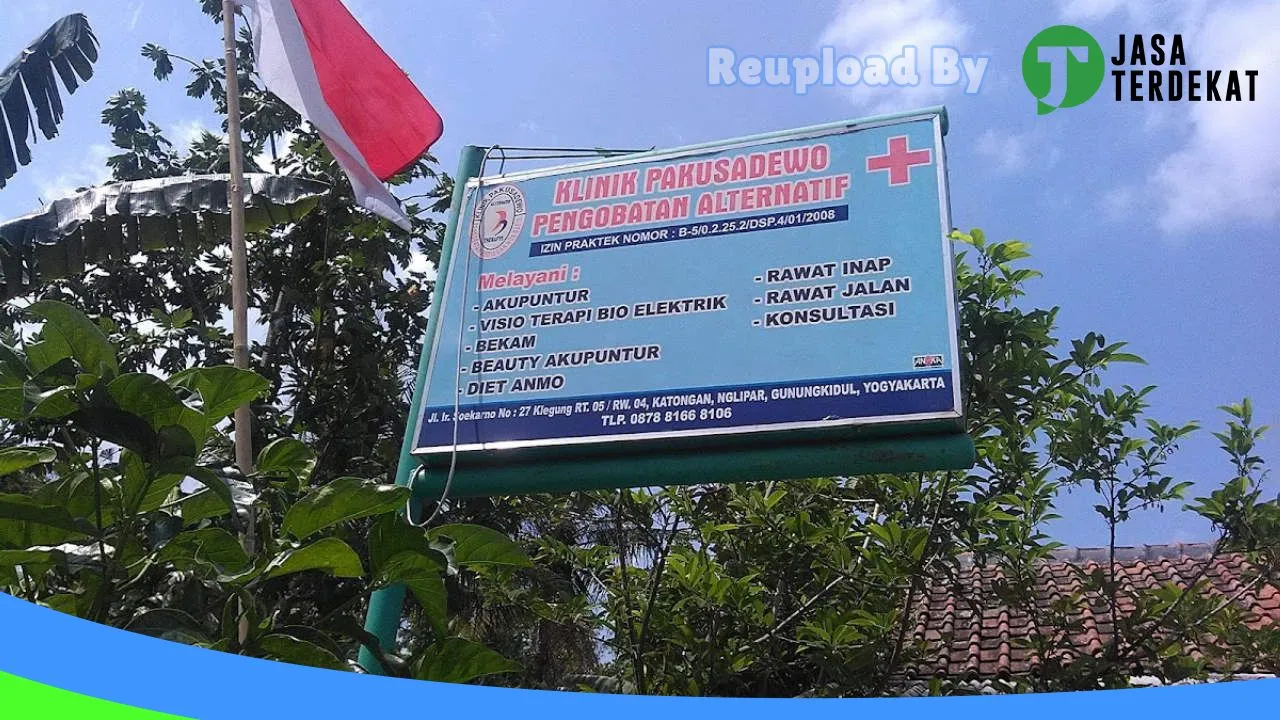 Reupload By
JASA
TERDEKAT
KLINIK PAKUSADEWO
PENGOBATAN ALTERNATIF
IZIN PRAKTEK NOMOR : B-5/0.2.25.2/DSP.4/01/2008
KLINIK PAKUSADEWO
Melayani :
- AKUPUNTUR
- VISIO TERAPI BIO ELEKTRIK
- BEKAM
- BEAUTY AKUPUNTUR
- DIET ANMO
- RAWAT INAP
- RAWAT JALAN
- KONSULTASI
Jl. Ir. Soekarno No : 27 Klegung RT. 05 / RW. 04, KATONGAN, NGLIPAR, GUNUNGKIDUL, YOGYAKARTA
TLP. 0878 8166 8106